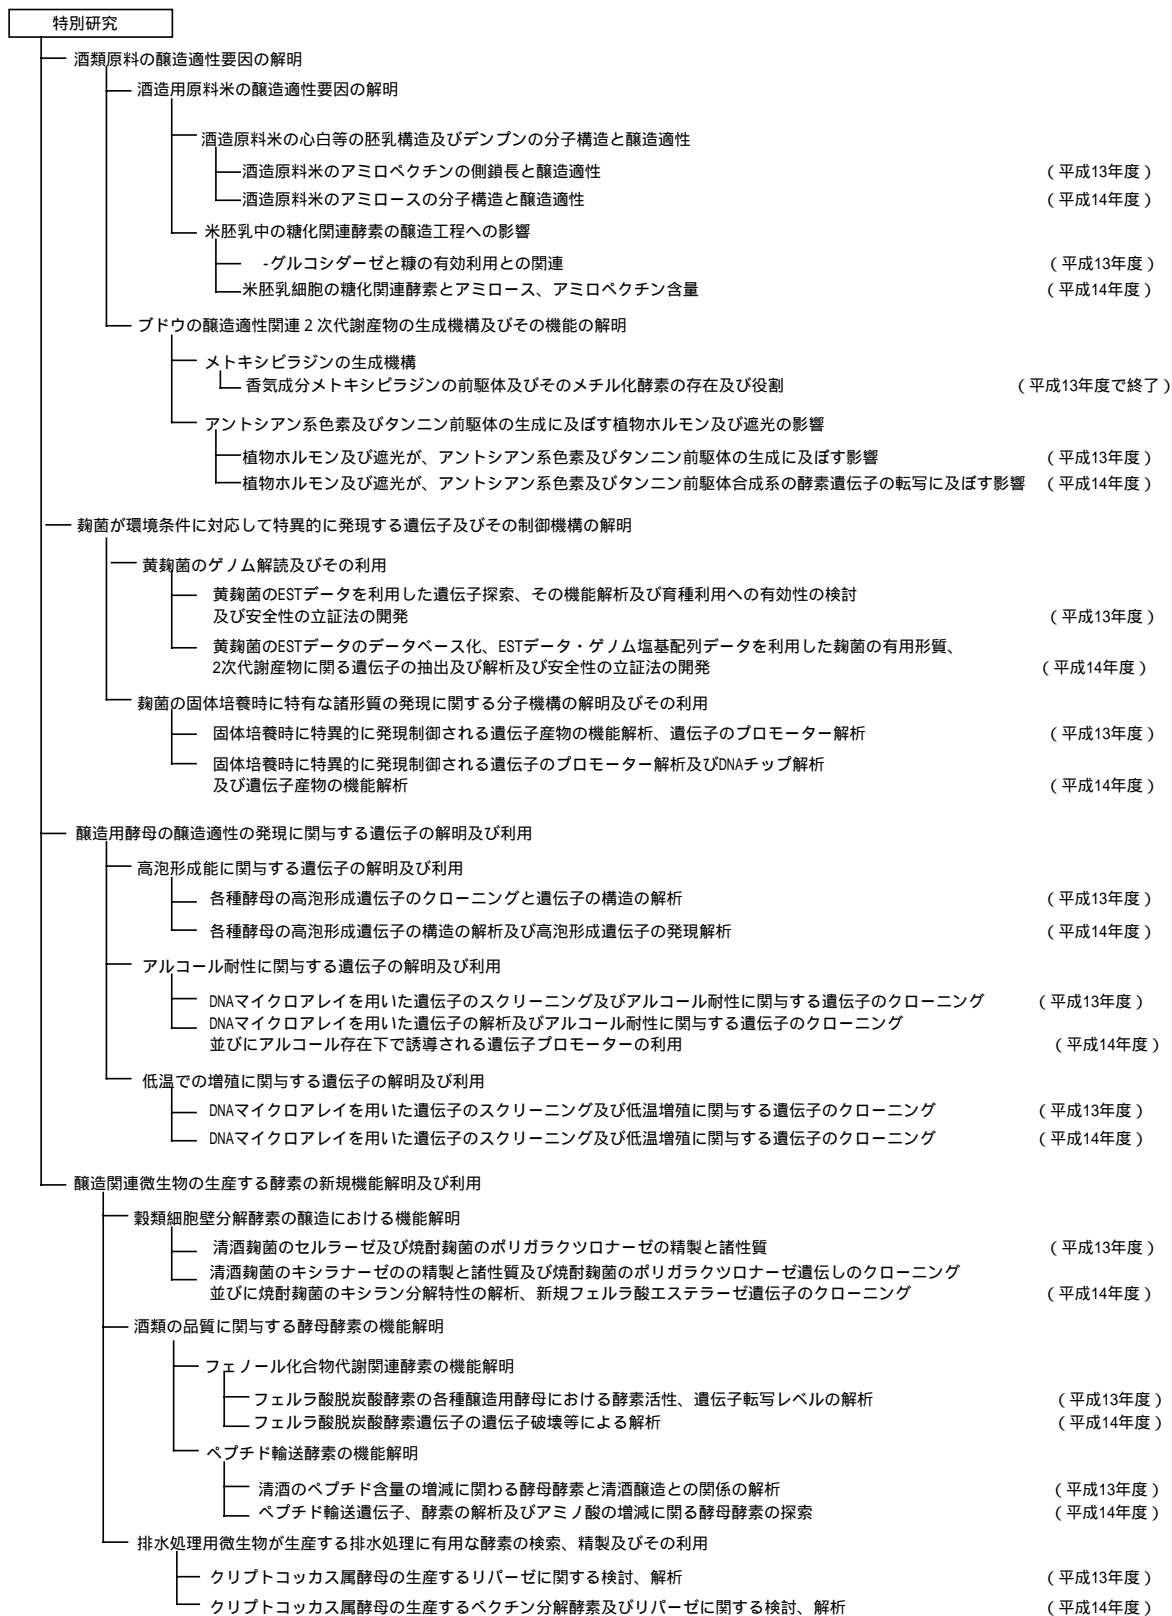 特別研究
酒類原料の醸造適性要因の解明
酒造用原料米の醸造適性要因の解明
酒造原料米の心白等の胚乳構造及びデンプンの分子構造と醸造適性
酒造原料米のアミロペクチンの側鎖長と醸造適性 （平成13年度）
酒造原料米のアミロースの分子構造と醸造適性 （平成14年度）
米胚乳中の糖化関連酵素の醸造工程への影響
-グルコシダーゼと糠の有効利用との関連 （平成13年度）
米胚乳細胞の糖化関連酵素とアミロース、アミロペクチン含量 （平成14年度）
ブドウの醸造適性関連２次代謝産物の生成機構及びその機能の解明
メトキシピラジンの生成機構
香気成分メトキシピラジンの前駆体及びそのメチル化酵素の存在及び役割 （平成13年度で終了）
アントシアン系色素及びタンニン前駆体の生成に及ぼす植物ホルモン及び遮光の影響
植物ホルモン及び遮光が、アントシアン系色素及びタンニン前駆体の生成に及ぼす影響 （平成13年度）
植物ホルモン及び遮光が、アントシアン系色素及びタンニン前駆体合成系の酵素遺伝子の転写に及ぼす影響 （平成14年度）
麹菌が環境条件に対応して特異的に発現する遺伝子及びその制御機構の解明
黄麹菌のゲノム解読及びその利用
黄麹菌のESTデータを利用した遺伝子探索、その機能解析及び育種利用への有効性の検討
及び安全性の立証法の開発 （平成13年度）
黄麹菌のESTデータのデータベース化、ESTデータ・ゲノム塩基配列データを利用した麹菌の有用形質、
2次代謝産物に関る遺伝子の抽出及び解析及び安全性の立証法の開発 （平成14年度）
麹菌の固体培養時に特有な諸形質の発現に関する分子機構の解明及びその利用
固体培養時に特異的に発現制御される遺伝子産物の機能解析、遺伝子のプロモーター解析 （平成13年度）
固体培養時に特異的に発現制御される遺伝子のプロモーター解析及びDNAチップ解析
及び遺伝子産物の機能解析 （平成14年度）
醸造用酵母の醸造適性の発現に関与する遺伝子の解明及び利用
高泡形成能に関与する遺伝子の解明及び利用
各種酵母の高泡形成遺伝子のクローニングと遺伝子の構造の解析 （平成13年度）
各種酵母の高泡形成遺伝子の構造の解析及び高泡形成遺伝子の発現解析 （平成14年度）
アルコール耐性に関与する遺伝子の解明及び利用
DNAマイクロアレイを用いた遺伝子のスクリーニング及びアルコール耐性に関与する遺伝子のクローニング （平成13年度）
DNAマイクロアレイを用いた遺伝子の解析及びアルコール耐性に関与する遺伝子のクローニング
並びにアルコール存在下で誘導される遺伝子プロモーターの利用 （平成14年度）
低温での増殖に関与する遺伝子の解明及び利用
DNAマイクロアレイを用いた遺伝子のスクリーニング及び低温増殖に関与する遺伝子のクローニング （平成13年度）
DNAマイクロアレイを用いた遺伝子のスクリーニング及び低温増殖に関与する遺伝子のクローニング （平成14年度）
醸造関連微生物の生産する酵素の新規機能解明及び利用
穀類細胞壁分解酵素の醸造における機能解明
清酒麹菌のセルラーゼ及び焼酎麹菌のポリガラクツロナーゼの精製と諸性質 （平成13年度）
清酒麹菌のキシラナーゼのの精製と諸性質及び焼酎麹菌のポリガラクツロナーゼ遺伝しのクローニング
並びに焼酎麹菌のキシラン分解特性の解析、新規フェルラ酸エステラーゼ遺伝子のクローニング （平成14年度）
酒類の品質に関与する酵母酵素の機能解明
フェノール化合物代謝関連酵素の機能解明
フェルラ酸脱炭酸酵素の各種醸造用酵母における酵素活性、遺伝子転写レベルの解析 （平成13年度）
フェルラ酸脱炭酸酵素遺伝子の遺伝子破壊等による解析 （平成14年度）
ペプチド輸送酵素の機能解明
清酒のペプチド含量の増減に関わる酵母酵素と清酒醸造との関係の解析 （平成13年度）
ペプチド輸送遺伝子、酵素の解析及びアミノ酸の増減に関る酵母酵素の探索 （平成14年度）
排水処理用微生物が生産する排水処理に有用な酵素の検索、精製及びその利用
クリプトコッカス属酵母の生産するリパーゼに関する検討、解析 （平成13年度）
クリプトコッカス属酵母の生産するペクチン分解酵素及びリパーゼに関する検討、解析 （平成14年度）